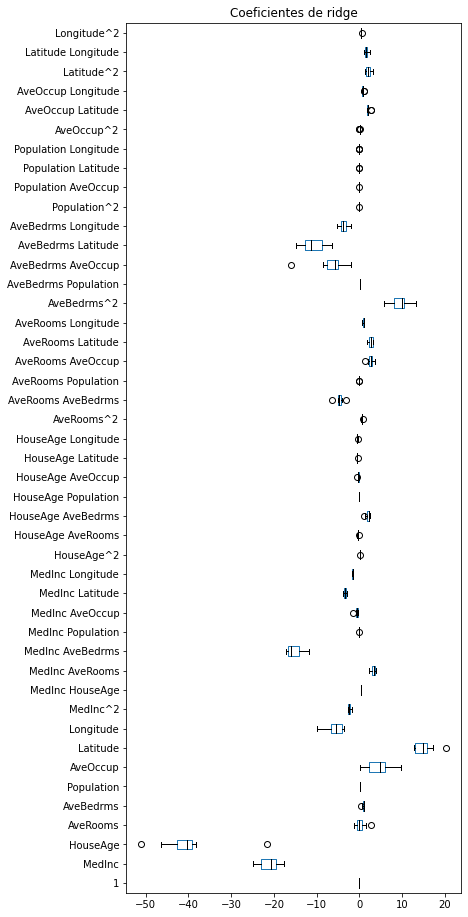 Coeficientes de ridge
Longitude^2
Latitude Longitude
Latitude^2
AveOccup Longitude
AveOccup Latitude
AveOccup^2
Population Longitude
Population Latitude
Population AveOccup
Population^2
AveBedrms Longitude
AveBedrms Latitude
AveBedrms AveOccup
AveBedrms Population
AveBedrms^2
AveRooms Longitude
AveRooms Latitude
AveRooms AveOccup
AveRooms Population
AveRooms AveBedrms
AveRooms^2
HouseAge Longitude
HouseAge Latitude
HouseAge AveOccup
HouseAge Population
HouseAge AveBedrms
HouseAge AveRooms
HouseAge^2
MedInc Longitude
MedInc Latitude
MedInc AveOccup
MedInc Population
MedInc AveBedrms
MedInc AveRooms
MedInc HouseAge
MedInc^2
Longitude
Latitude
AveOccup
Population
AveBedrms
AveRooms
HouseAge
MedInc
1
−50 −40 −30 −20 −10 0 10 20